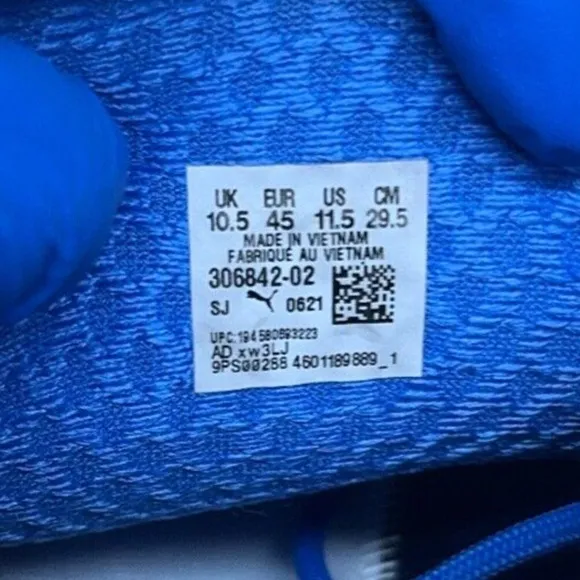 UK EUR US CM
10.5 45 11.5 29.5
MADE IN VIETNAM
FABRIQUÉ AU VIETNAM
306842-02
SJ 0621
UPC:194580693223
AD xw3LJ
9PS00266 4601189889_1